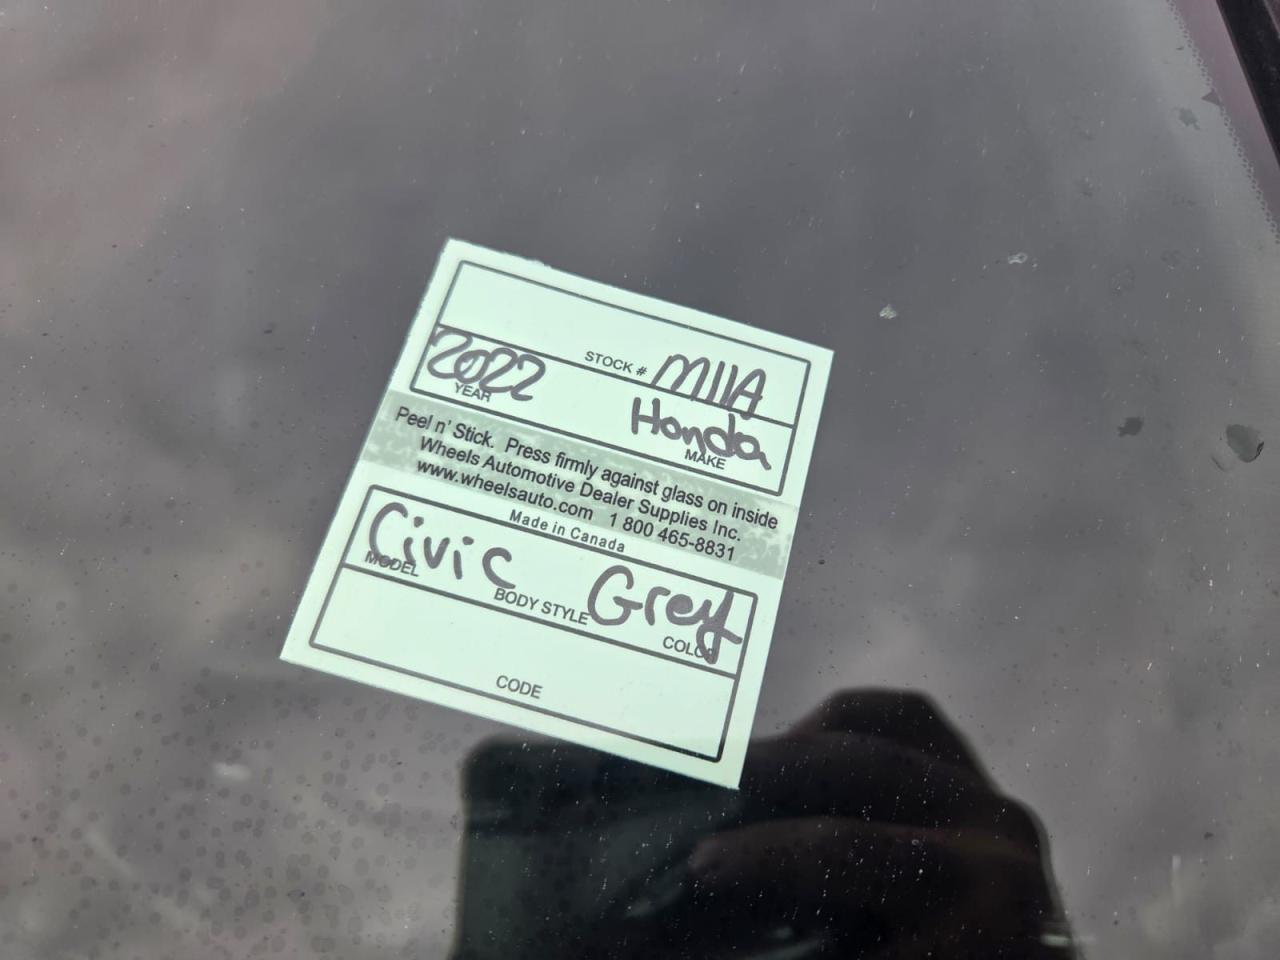 STOCK # M11A
2022 Honda
YEAR MAKE
Peel n' Stick. Press firmly against glass on inside
Wheels Automotive Dealer Supplies Inc.
www.wheelsauto.com 1 800 465-8831
Made in Canada
Civic Grey
MODEL BODY STYLE COLOR
CODE